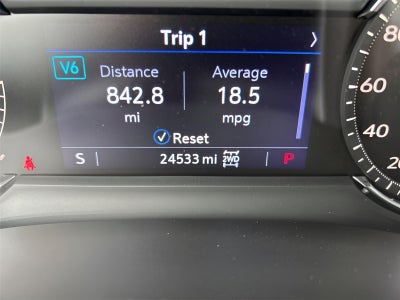 Trip 1
V6
Distance
Average
842.8
18.5
mi
mpg
Reset
S
24533 mi
2WD
P
80
60
40
20